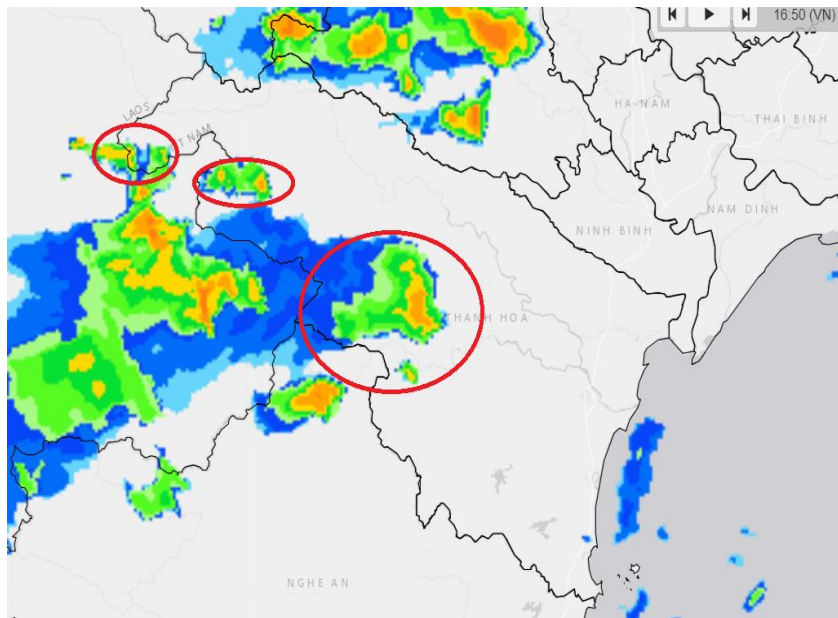 16:50 (VN)
HA NAM
LAOS
THAI BINH
NAM DINH
NINH BINH
THANH HOA
NGHE AN